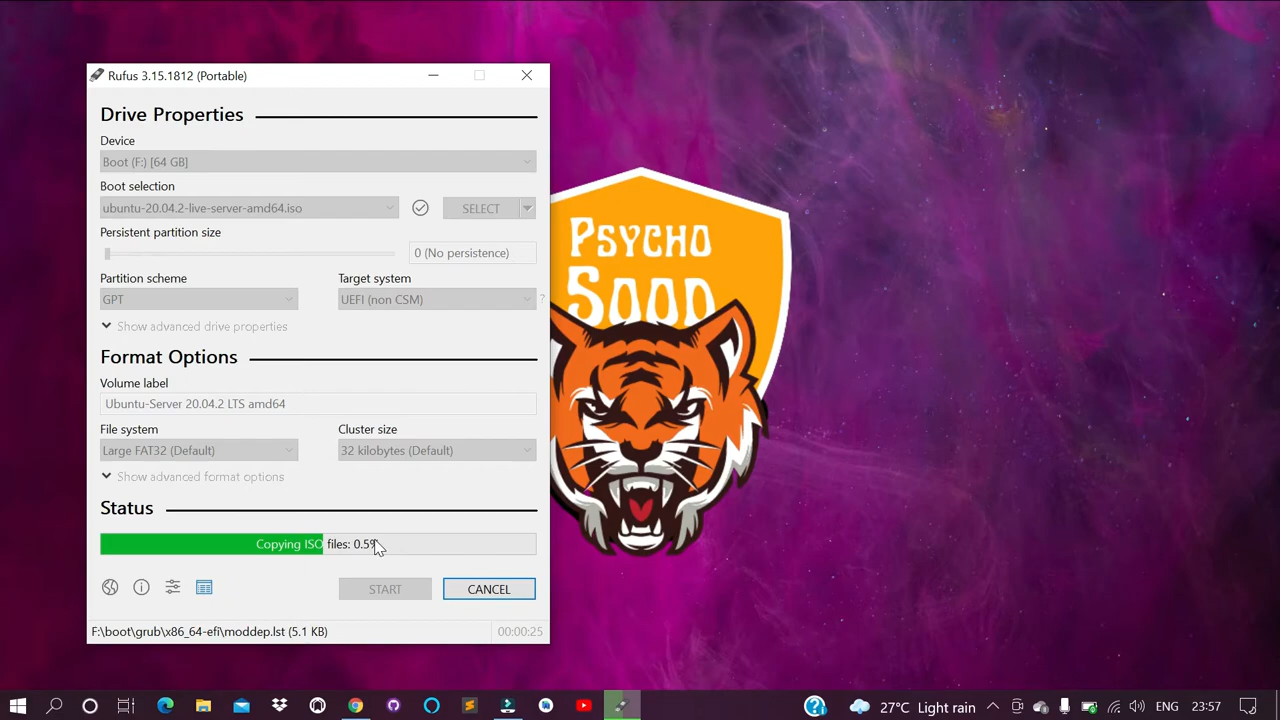 Rufus 3.15.1812 (Portable)
Drive Properties
Device
Boot (F:) [64 GB]
Boot selection
ubuntu-20.04.2-live-server-amd64.iso
SELECT
Persistent partition size
0 (No persistence)
Partition scheme
Target system
GPT
UEFI (non CSM)
?
Show advanced drive properties
Format Options
Volume label
Ubuntu-Server 20.04.2 LTS amd64
File system
Cluster size
Large FAT32 (Default)
32 kilobytes (Default)
Show advanced format options
Status
Copying ISO files: 0.5%
START
CANCEL
F:\boot\grub\x86_64-efi\moddep.lst (5.1 KB)
00:00:25
Psycho
Sood
27°C Light rain
ENG
23:57